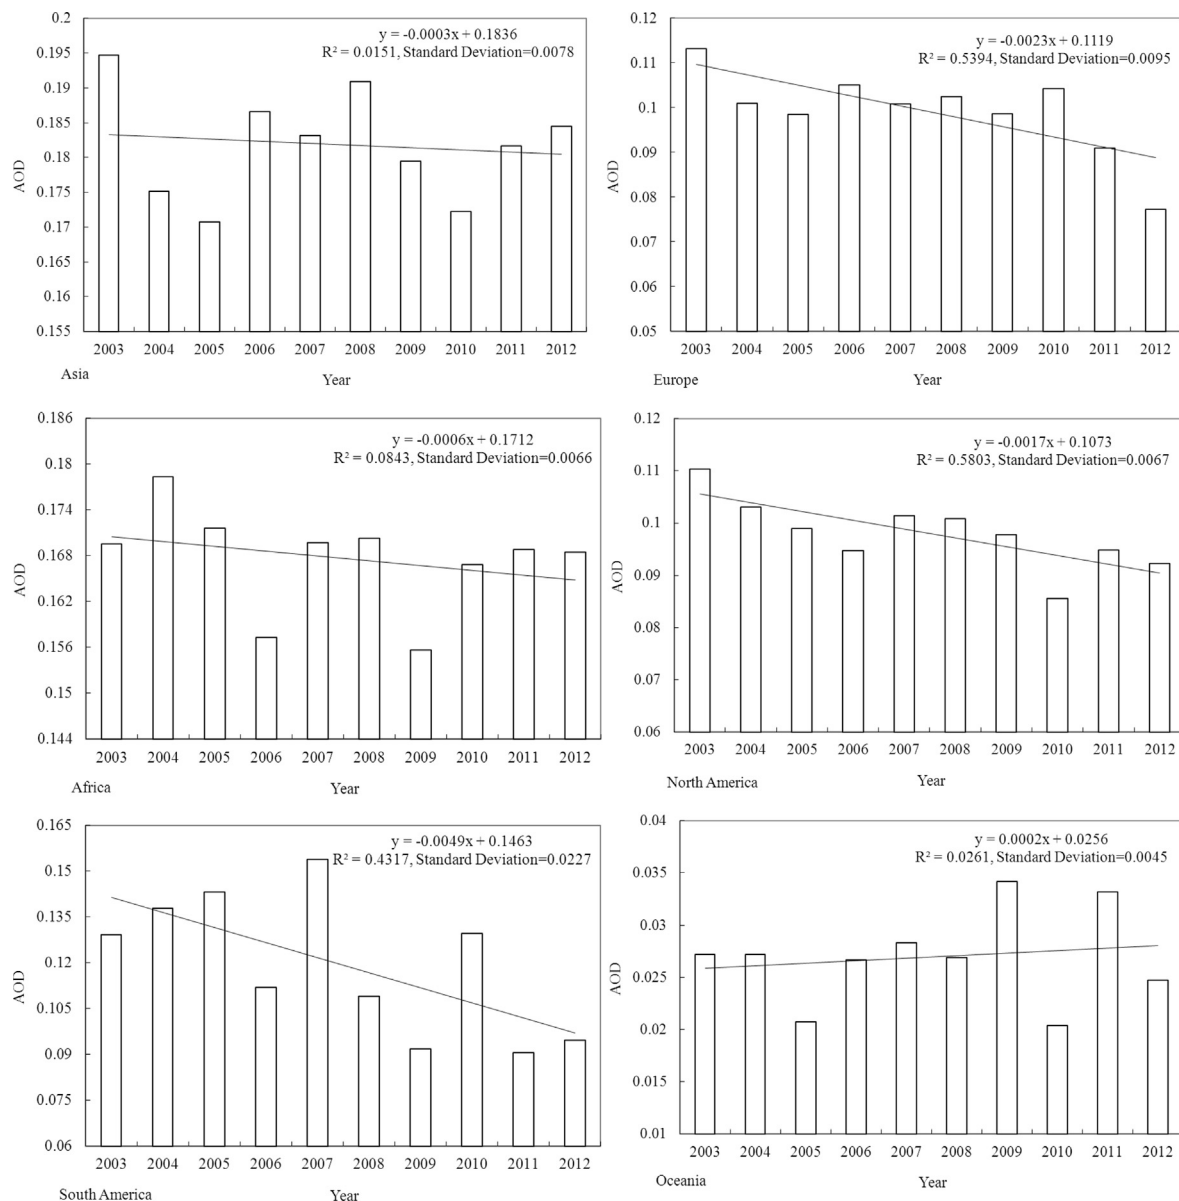 y = -0.0003x + 0.1836
R² = 0.0151, Standard Deviation=0.0078
0.2
0.195
0.19
0.185
0.18
0.175
0.17
0.165
0.16
0.155
AOD
2003 2004 2005 2006 2007 2008 2009 2010 2011 2012
Asia
Year
y = -0.0023x + 0.1119
R² = 0.5394, Standard Deviation=0.0095
0.12
0.11
0.1
0.09
0.08
0.07
0.06
0.05
AOD
2003 2004 2005 2006 2007 2008 2009 2010 2011 2012
Europe
Year
y = -0.0006x + 0.1712
R² = 0.0843, Standard Deviation=0.0066
0.186
0.18
0.174
0.168
0.162
0.156
0.15
0.144
AOD
2003 2004 2005 2006 2007 2008 2009 2010 2011 2012
Africa
Year
y = -0.0017x + 0.1073
R² = 0.5803, Standard Deviation=0.0067
0.12
0.11
0.1
0.09
0.08
0.07
0.06
AOD
2003 2004 2005 2006 2007 2008 2009 2010 2011 2012
North America
Year
y = -0.0049x + 0.1463
R² = 0.4317, Standard Deviation=0.0227
0.165
0.15
0.135
0.12
0.105
0.09
0.075
0.06
AOD
2003 2004 2005 2006 2007 2008 2009 2010 2011 2012
South America
Year
y = 0.0002x + 0.0256
R² = 0.0261, Standard Deviation=0.0045
0.04
0.035
0.03
0.025
0.02
0.015
0.01
AOD
2003 2004 2005 2006 2007 2008 2009 2010 2011 2012
Oceania
Year